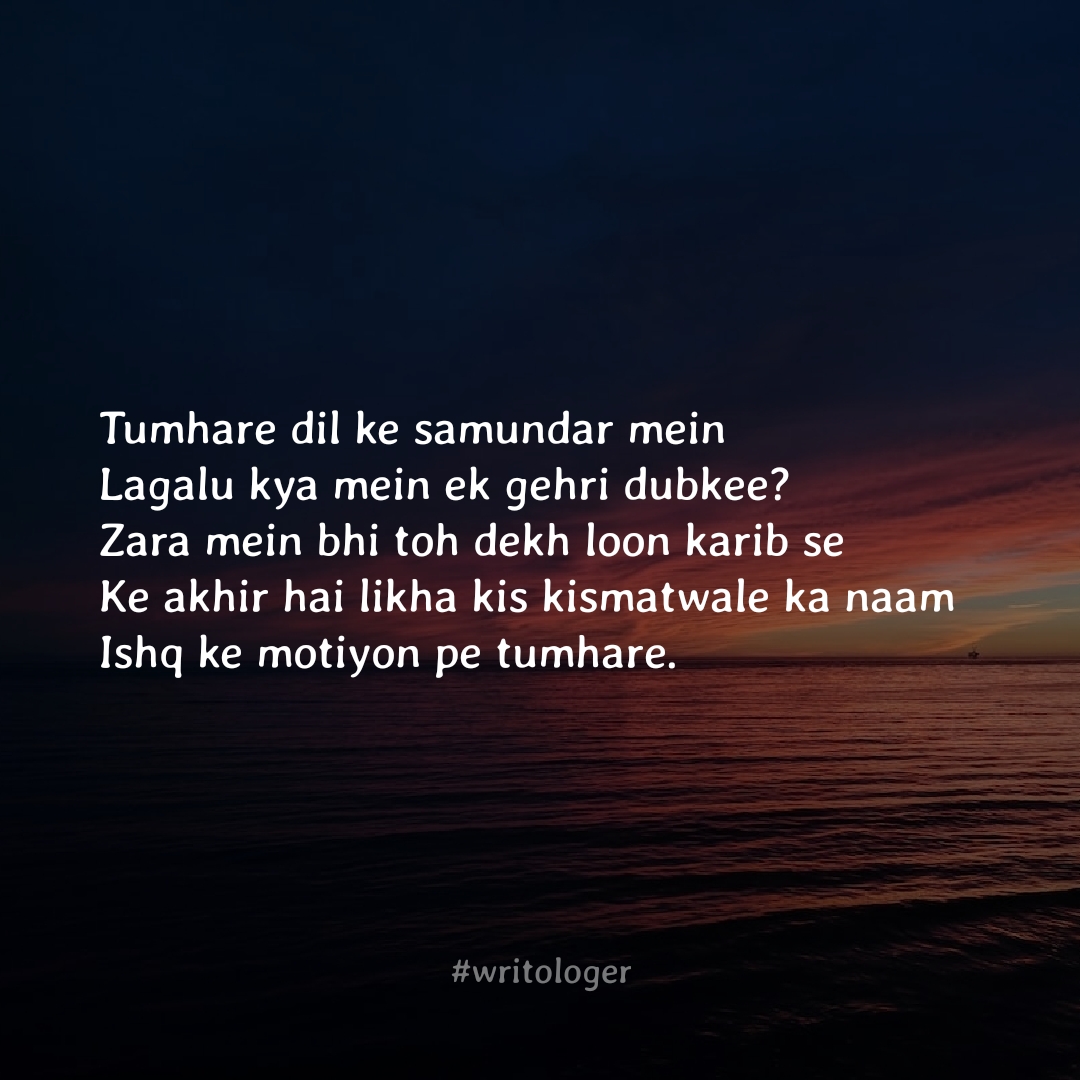 Tumhare dil ke samundar mein
Lagalu kya mein ek gehri dubkee?
Zara mein bhi toh dekh loon karib se
Ke akhir hai likha kis kismatwale ka naam
Ishq ke motiyon pe tumhare.
#writologer